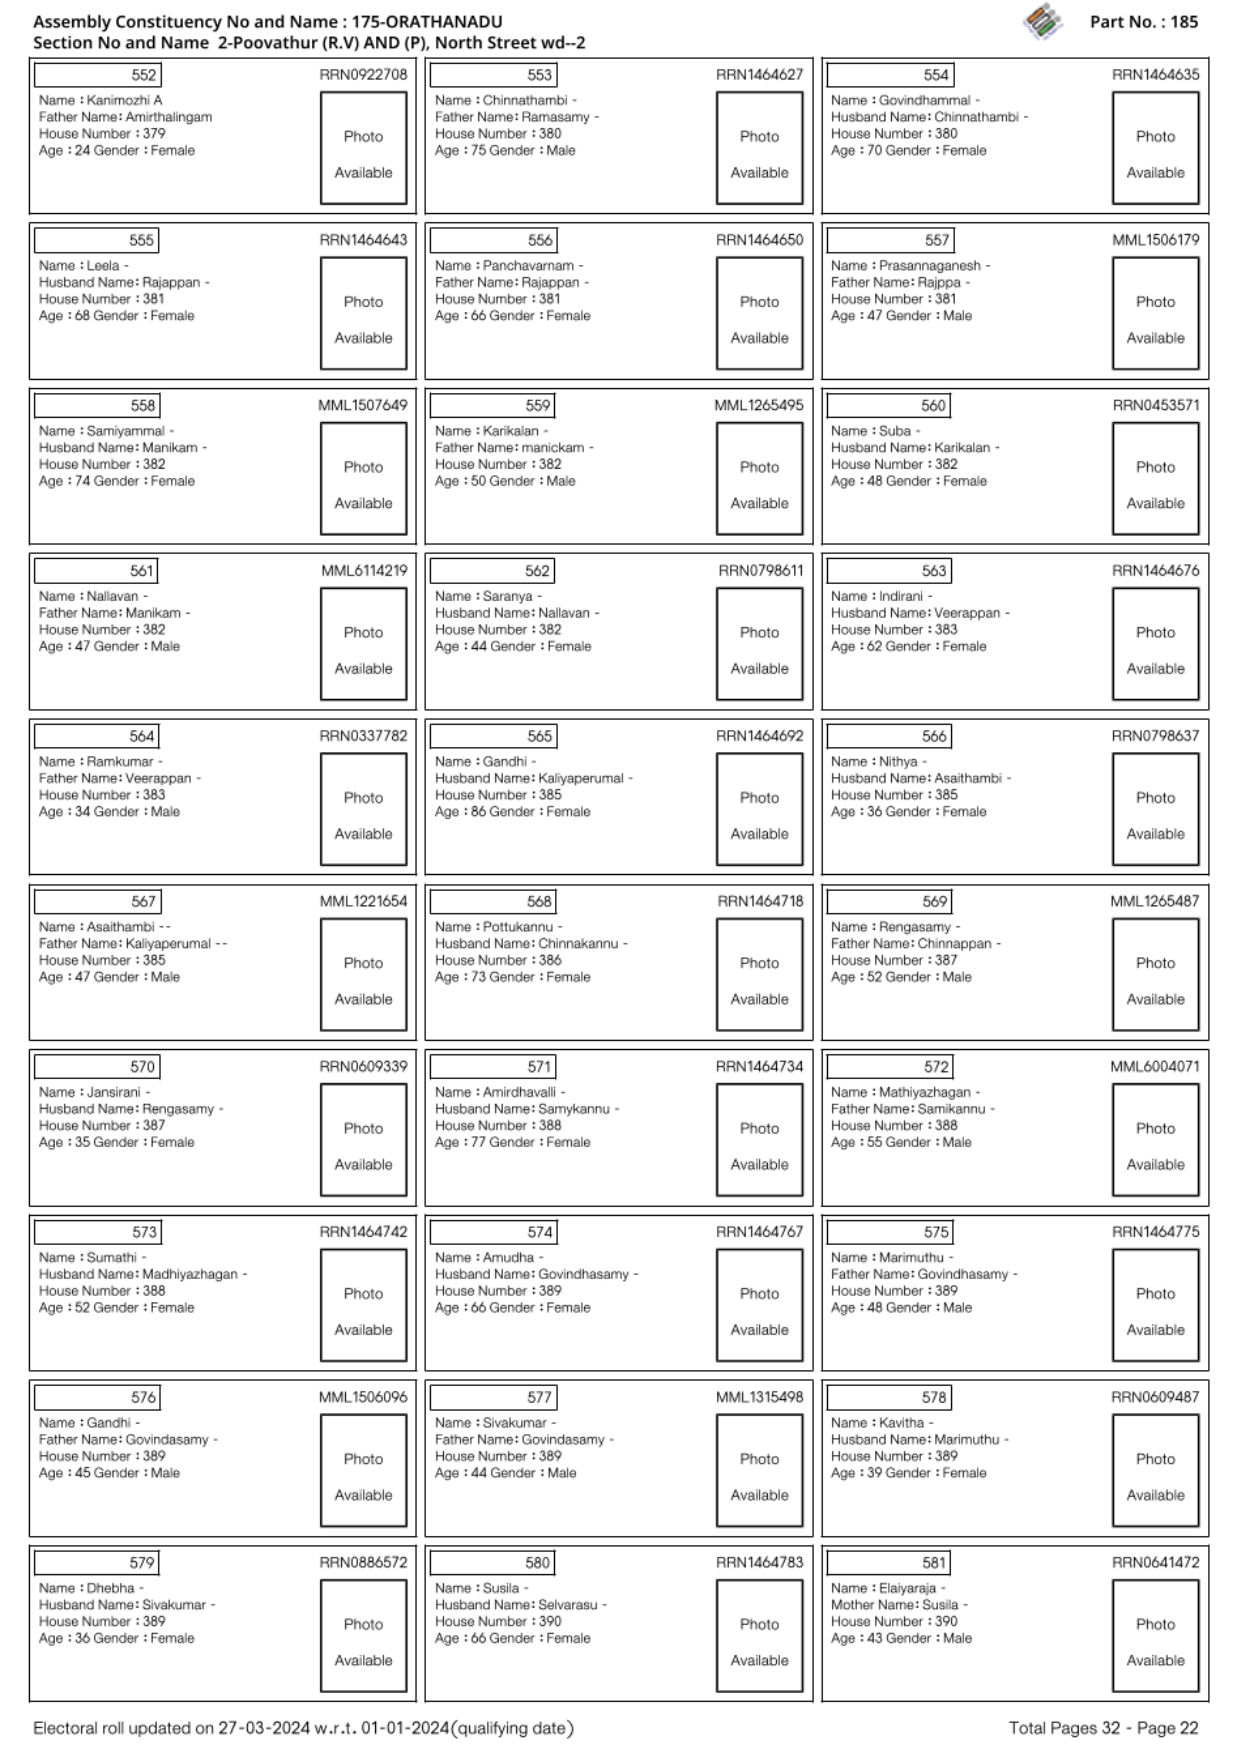 Assembly Constituency No and Name : 175-ORATHANADU
Part No. : 185
Section No and Name 2-Poovathur (R.V) AND (P), North Street wd--2
552
RRN0922708
Name : Kanimozhi A
Father Name: Amirthalingam
House Number : 379
Age : 24 Gender : Female
Photo
Available
553
RRN1464627
Name : Chinnathambi -
Father Name: Ramasamy -
House Number : 380
Age : 75 Gender : Male
Photo
Available
554
RRN1464635
Name : Govindhammal -
Husband Name: Chinnathambi -
House Number : 380
Age : 70 Gender : Female
Photo
Available
555
RRN1464643
Name : Leela -
Husband Name: Rajappan -
House Number : 381
Age : 68 Gender : Female
Photo
Available
556
RRN1464650
Name : Panchavarnam -
Father Name: Rajappan -
House Number : 381
Age : 66 Gender : Female
Photo
Available
557
MML1506179
Name : Prasannaganesh -
Father Name: Rajppa -
House Number : 381
Age : 47 Gender : Male
Photo
Available
558
MML1507649
Name : Samiyammal -
Husband Name: Manikam -
House Number : 382
Age : 74 Gender : Female
Photo
Available
559
MML1265495
Name : Karikalan -
Father Name: manickam -
House Number : 382
Age : 50 Gender : Male
Photo
Available
560
RRN0453571
Name : Suba -
Husband Name: Karikalan -
House Number : 382
Age : 48 Gender : Female
Photo
Available
561
MML6114219
Name : Nallavan -
Father Name: Manikam -
House Number : 382
Age : 47 Gender : Male
Photo
Available
562
RRN0798611
Name : Saranya -
Husband Name: Nallavan -
House Number : 382
Age : 44 Gender : Female
Photo
Available
563
RRN1464676
Name : Indirani -
Husband Name: Veerappan -
House Number : 383
Age : 62 Gender : Female
Photo
Available
564
RRN0337782
Name : Ramkumar -
Father Name: Veerappan -
House Number : 383
Age : 34 Gender : Male
Photo
Available
565
RRN1464692
Name : Gandhi -
Husband Name: Kaliyaperumal -
House Number : 385
Age : 86 Gender : Female
Photo
Available
566
RRN0798637
Name : Nithya -
Husband Name: Asaithambi -
House Number : 385
Age : 36 Gender : Female
Photo
Available
567
MML1221654
Name : Asaithambi --
Father Name: Kaliyaperumal --
House Number : 385
Age : 47 Gender : Male
Photo
Available
568
RRN1464718
Name : Pottukannu -
Husband Name: Chinnakannu -
House Number : 386
Age : 73 Gender : Female
Photo
Available
569
MML1265487
Name : Rengasamy -
Father Name: Chinnappan -
House Number : 387
Age : 52 Gender : Male
Photo
Available
570
RRN0609339
Name : Jansirani -
Husband Name: Rengasamy -
House Number : 387
Age : 35 Gender : Female
Photo
Available
571
RRN1464734
Name : Amirdhavalli -
Husband Name: Samykannu -
House Number : 388
Age : 77 Gender : Female
Photo
Available
572
MML6004071
Name : Mathiyazhagan -
Father Name: Samikannu -
House Number : 388
Age : 55 Gender : Male
Photo
Available
573
RRN1464742
Name : Sumathi -
Husband Name: Madhiyazhagan -
House Number : 388
Age : 52 Gender : Female
Photo
Available
574
RRN1464767
Name : Amudha -
Husband Name: Govindhasamy -
House Number : 389
Age : 66 Gender : Female
Photo
Available
575
RRN1464775
Name : Marimuthu -
Father Name: Govindhasamy -
House Number : 389
Age : 48 Gender : Male
Photo
Available
576
MML1506096
Name : Gandhi -
Father Name: Govindasamy -
House Number : 389
Age : 45 Gender : Male
Photo
Available
577
MML1315498
Name : Sivakumar -
Father Name: Govindasamy -
House Number : 389
Age : 44 Gender : Male
Photo
Available
578
RRN0609487
Name : Kavitha -
Husband Name: Marimuthu -
House Number : 389
Age : 39 Gender : Female
Photo
Available
579
RRN0886572
Name : Dhebha -
Husband Name: Sivakumar -
House Number : 389
Age : 36 Gender : Female
Photo
Available
580
RRN1464783
Name : Susila -
Husband Name: Selvarasu -
House Number : 390
Age : 66 Gender : Female
Photo
Available
581
RRN0641472
Name : Elaiyaraja -
Mother Name: Susila -
House Number : 390
Age : 43 Gender : Male
Photo
Available
Electoral roll updated on 27-03-2024 w.r.t. 01-01-2024(qualifying date)
Total Pages 32 - Page 22